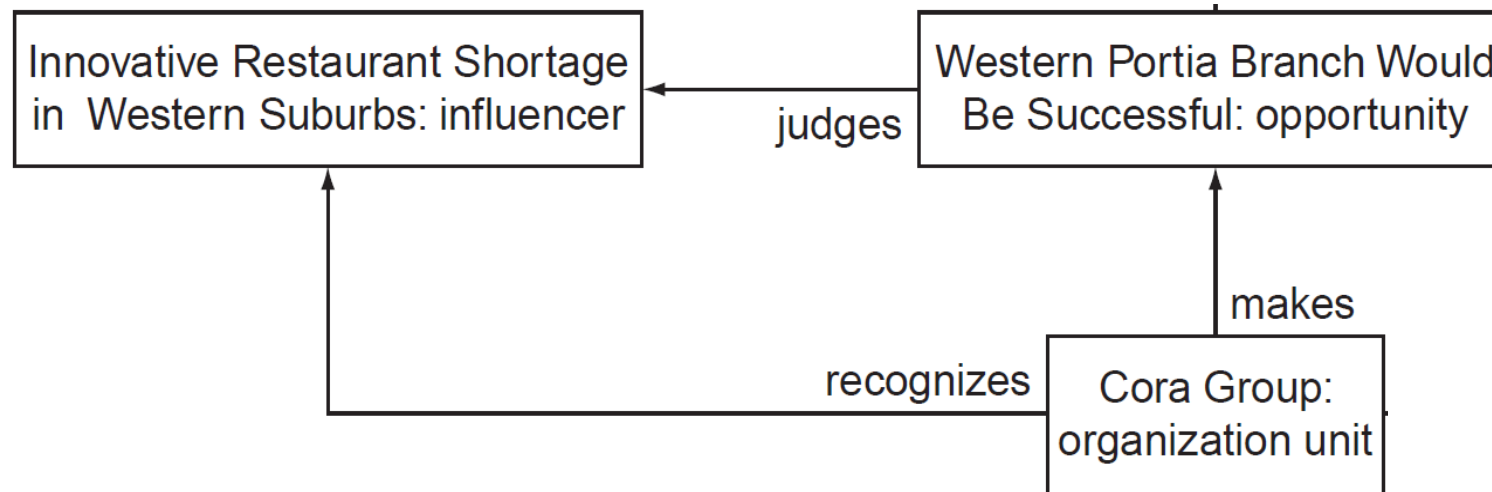 Innovative Restaurant Shortage
in Western Suburbs: influencer
judges
Western Portia Branch Would
Be Successful: opportunity
makes
recognizes
Cora Group:
organization unit